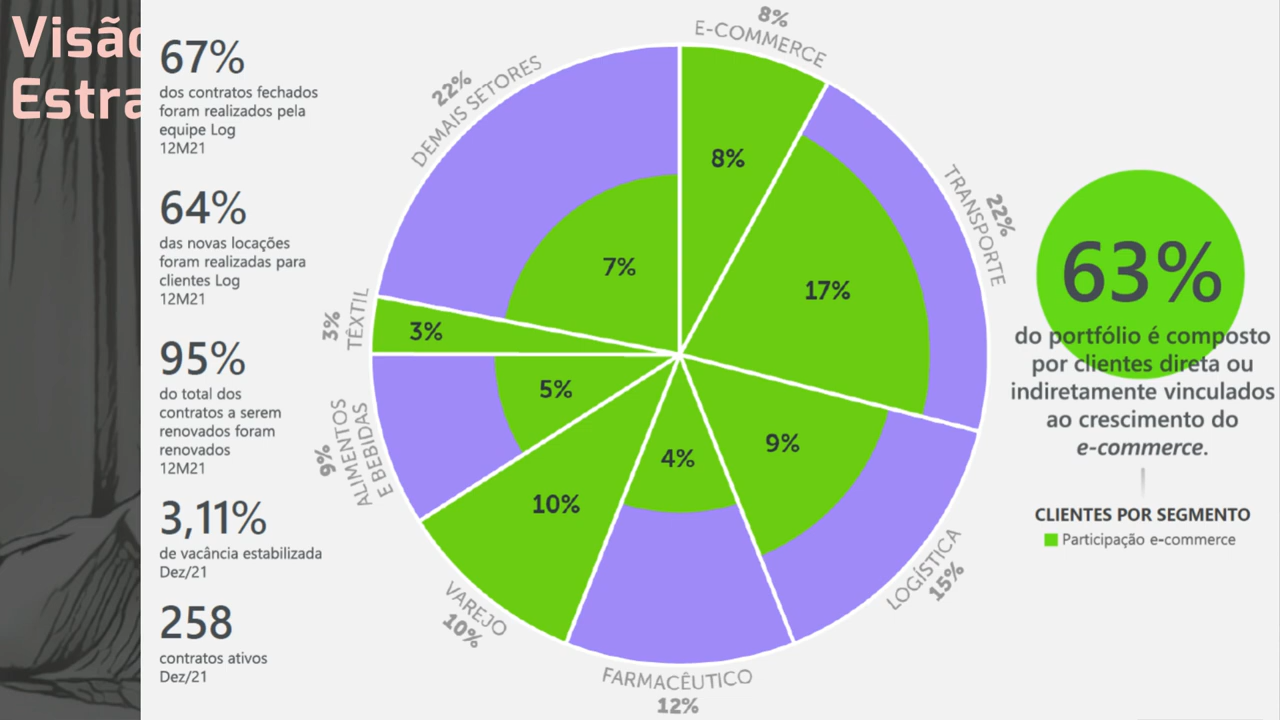 Visão
Estra
67%
dos contratos fechados
foram realizados pela
equipe Log
12M21
64%
das novas locações
foram realizadas para
clientes Log
12M21
95%
do total dos
contratos a serem
renovados foram
renovados
12M21
3,11%
de vacância estabilizada
Dez/21
258
contratos ativos
Dez/21
8%
E-COMMERCE
22%
TRANSPORTE
LOGÍSTICA
15%
FARMACÊUTICO
12%
VAREJO
10%
9%
ALIMENTOS
E BEBIDAS
3%
TÊXTIL
22%
DEMAIS SETORES
8%
17%
9%
4%
10%
5%
3%
7%
63%
do portfólio é composto
por clientes direta ou
indiretamente vinculados
ao crescimento do
e-commerce.
CLIENTES POR SEGMENTO
Participação e-commerce